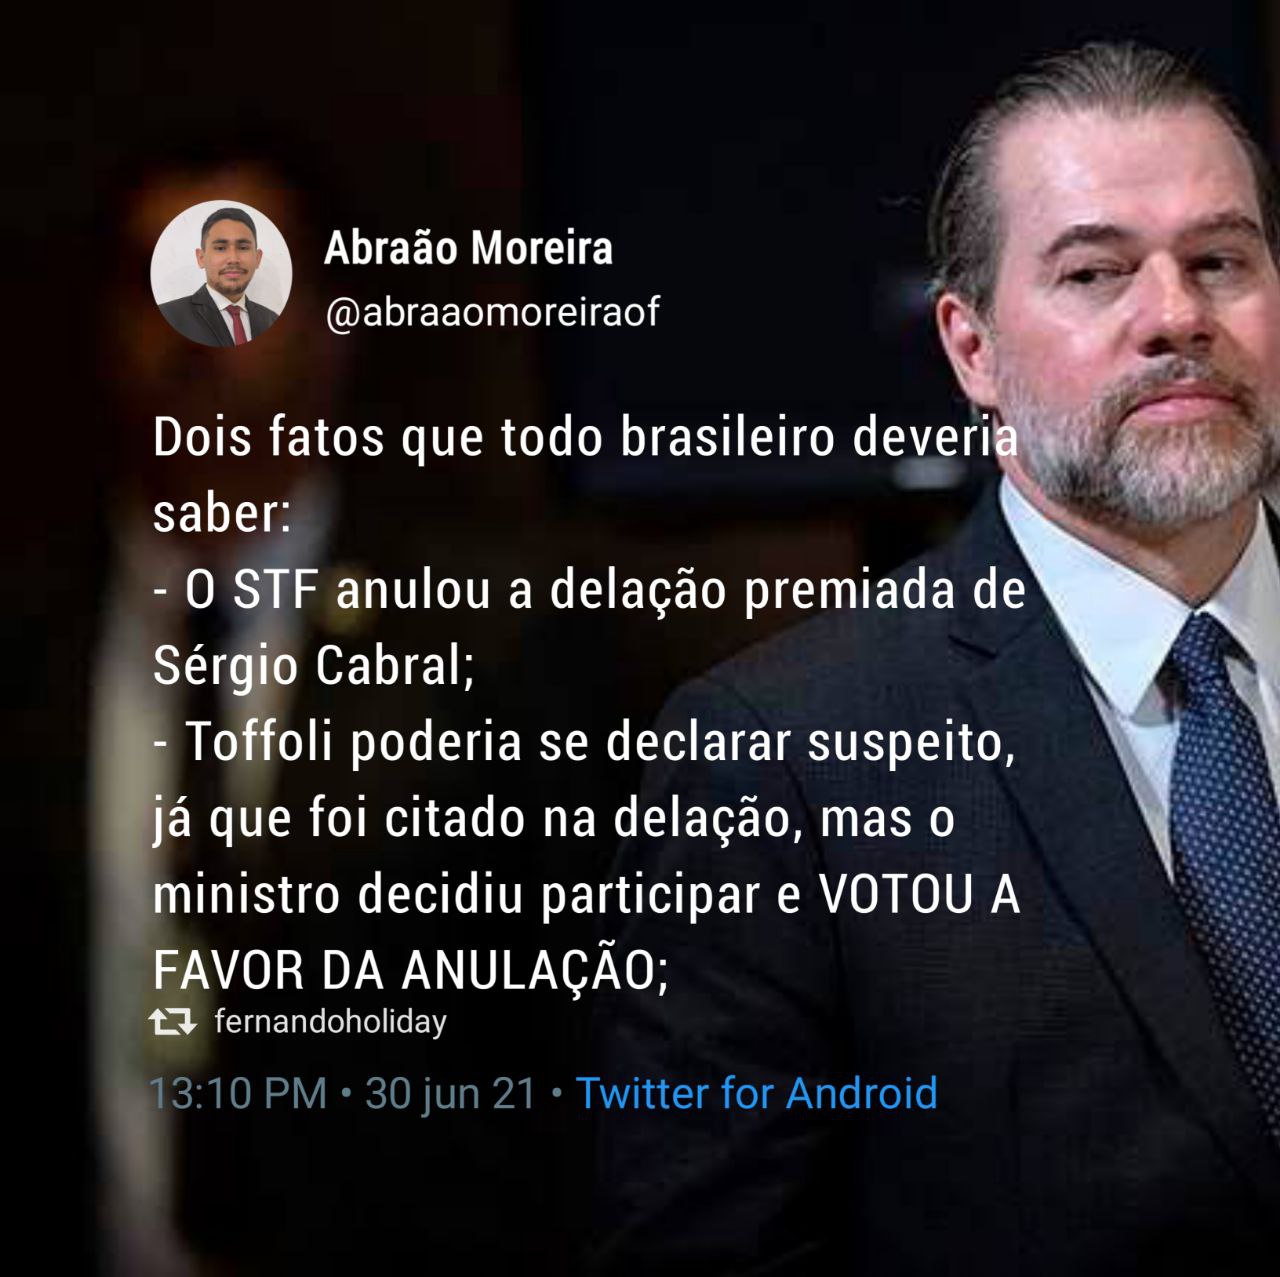 Abraão Moreira
@abraaomoreiraof
Dois fatos que todo brasileiro deveria
saber:
- O STF anulou a delação premiada de
Sérgio Cabral;
- Toffoli poderia se declarar suspeito,
já que foi citado na delação, mas o
ministro decidiu participar e VOTOU A
FAVOR DA ANULAÇÃO;
fernandoholiday
13:10 PM • 30 jun 21 • Twitter for Android